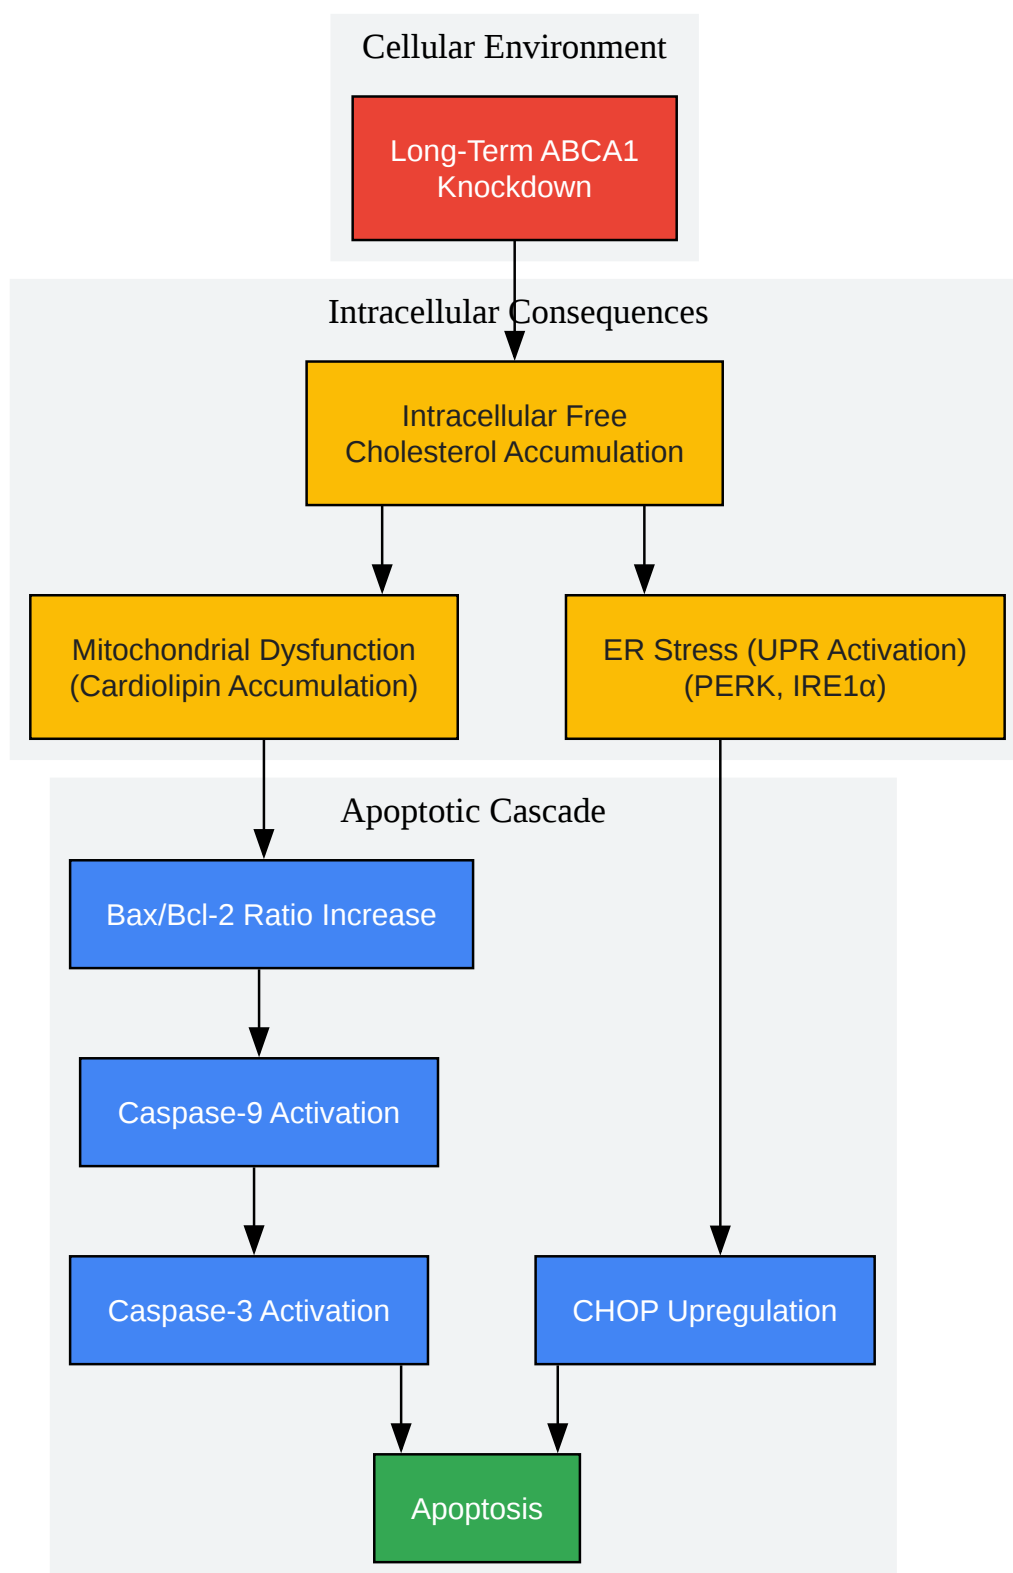 Cellular Environment
Long-Term ABCA1
Knockdown
Intracellular Consequences
Intracellular Free
Cholesterol Accumulation
Mitochondrial Dysfunction
(Cardiolipin Accumulation)
ER Stress (UPR Activation)
(PERK, IRE1α)
Apoptotic Cascade
Bax/Bcl-2 Ratio Increase
Caspase-9 Activation
Caspase-3 Activation
CHOP Upregulation
Apoptosis